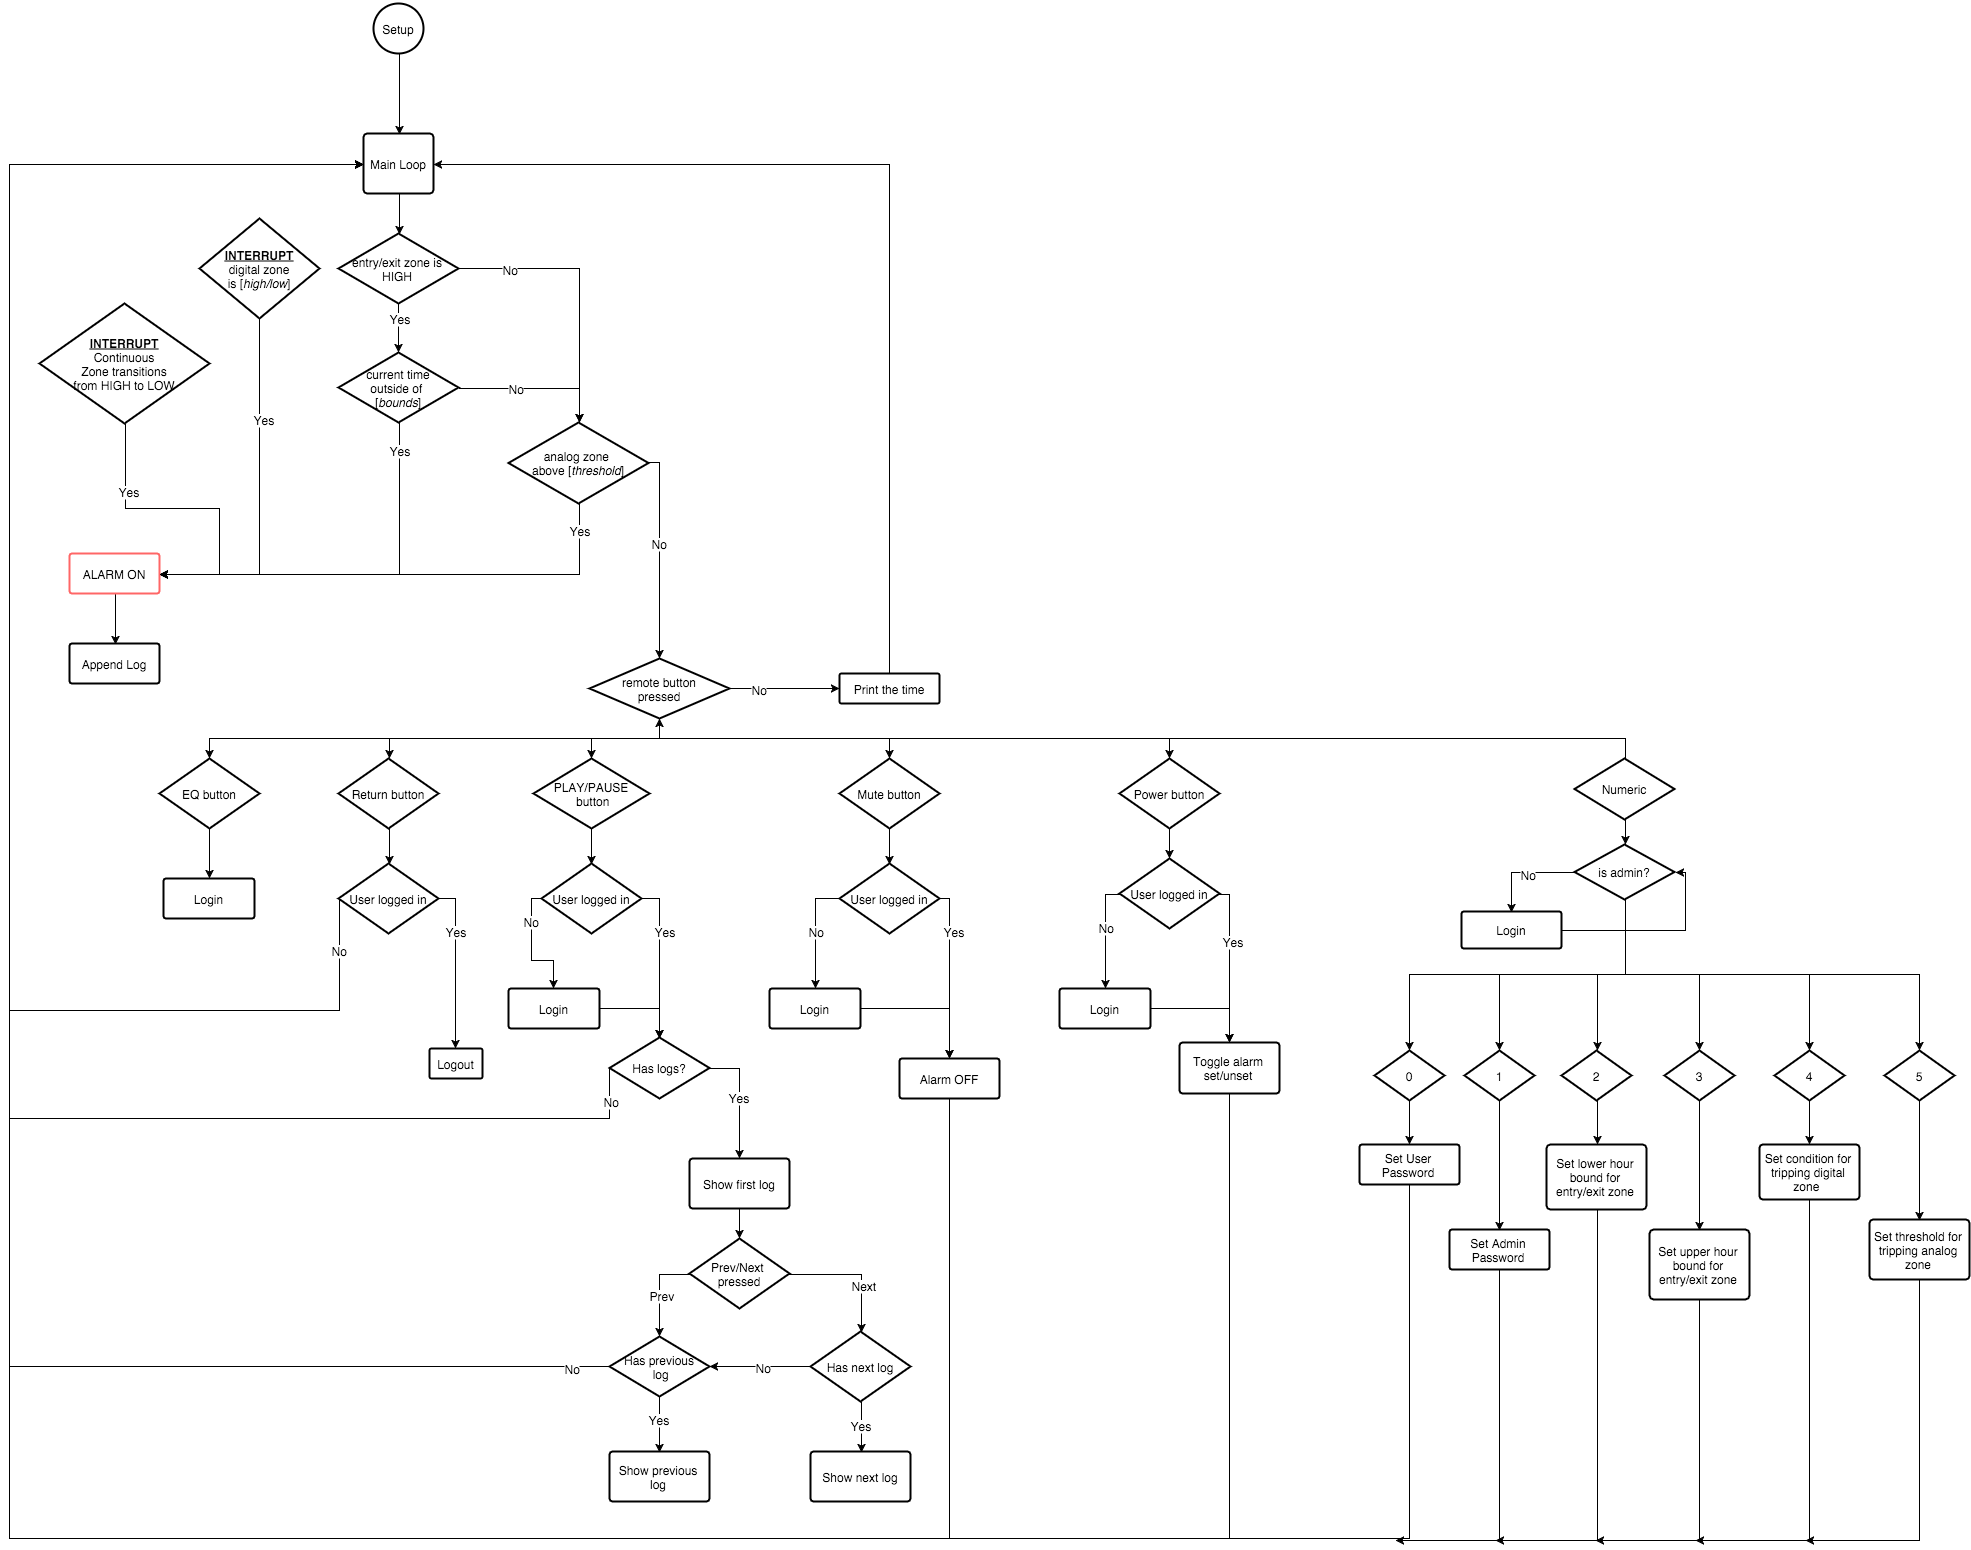 Setup
Main Loop
INTERRUPT
digital zone
is [high/low]
entry/exit zone is
HIGH
No
Yes
INTERRUPT
Continuous
Zone transitions
from HIGH to LOW
current time
outside of
[bounds]
No
Yes
Yes
analog zone
above [threshold]
Yes
Yes
No
ALARM ON
Append Log
remote button
pressed
No
Print the time
EQ button
Return button
PLAY/PAUSE
button
Mute button
Power button
Numeric
Login
User logged in
User logged in
User logged in
User logged in
is admin?
No
Login
No
Yes
No
Yes
No
Yes
No
Yes
Login
Login
Login
Logout
Has logs?
No
Yes
Alarm OFF
Toggle alarm
set/unset
0
1
2
3
4
5
Set User
Password
Set Admin
Password
Set lower hour
bound for
entry/exit zone
Set upper hour
bound for
entry/exit zone
Set condition for
tripping digital
zone
Set threshold for
tripping analog
zone
Show first log
Prev/Next
pressed
Prev
Next
Has previous
log
No
Has next log
No
Yes
Yes
Show previous
log
Show next log